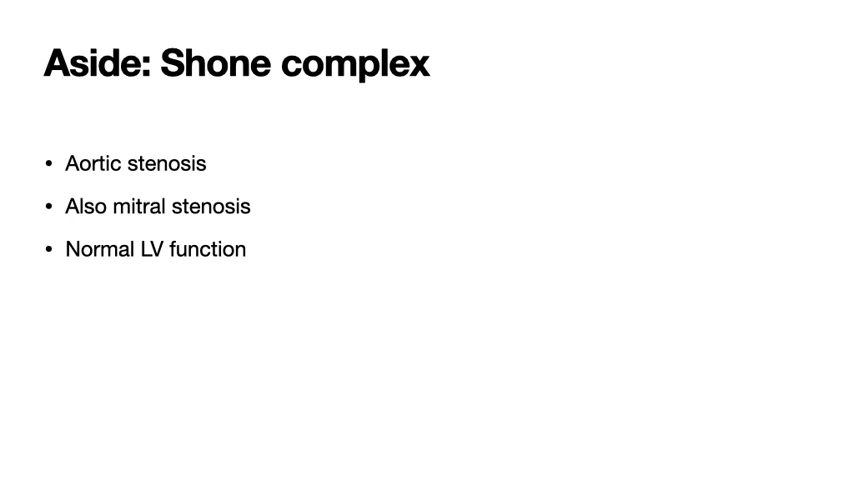 Aside: Shone complex
• Aortic stenosis
• Also mitral stenosis
• Normal LV function